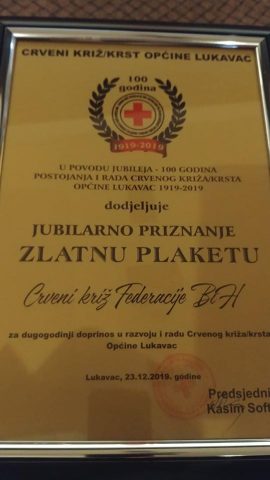 CRVENI KRIŽ/KRST OPĆINE LUKAVAC
100
godina
1919-2019
U POVODU JUBILEJA - 100 GODINA
POSTOJANJA I RADA CRVENOG KRIŽA/KRSTA
OPĆINE LUKAVAC 1919-2019
dodjeljuje
JUBILARNO PRIZNANJE
ZLATNU PLAKETU
Crveni križ Federacije BiH
za dugogodinji doprinos u razvoju i radu Crvenog križa/krsta
Općine Lukavac
Lukavac, 23.12.2019. godine
Predsjedni
Kasim Soft